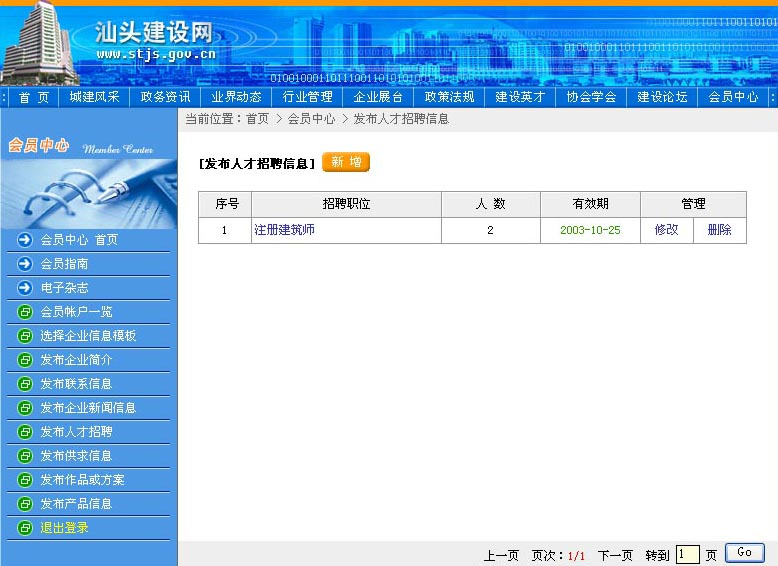 汕头建设网
www.stjs.gov.cn
首 页 城建风采 政务资讯 业界动态 行业管理 企业展台 政策法规 建设英才 协会学会 建设论坛 会员中心
当前位置：首页 > 会员中心 > 发布人才招聘信息
会员中心 Member Center
[发布人才招聘信息] 新 增
序号 招聘职位 人 数 有效期 管理
1 注册建筑师 2 2003-10-25 修改 删除
会员中心 首页
会员指南
电子杂志
会员帐户一览
选择企业信息模板
发布企业简介
发布联系信息
发布企业新闻信息
发布人才招聘
发布供求信息
发布作品或方案
发布产品信息
退出登录
上一页 页次：1/1 下一页 转到 1 页 Go